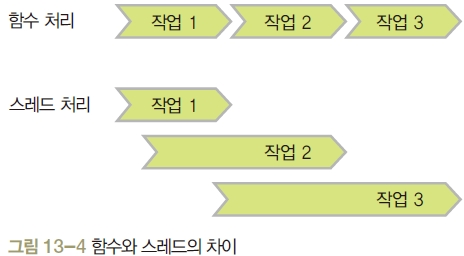 함수 처리
작업 1 작업 2 작업 3
스레드 처리
작업 1
작업 2
작업 3
그림 13-4 함수와 스레드의 차이